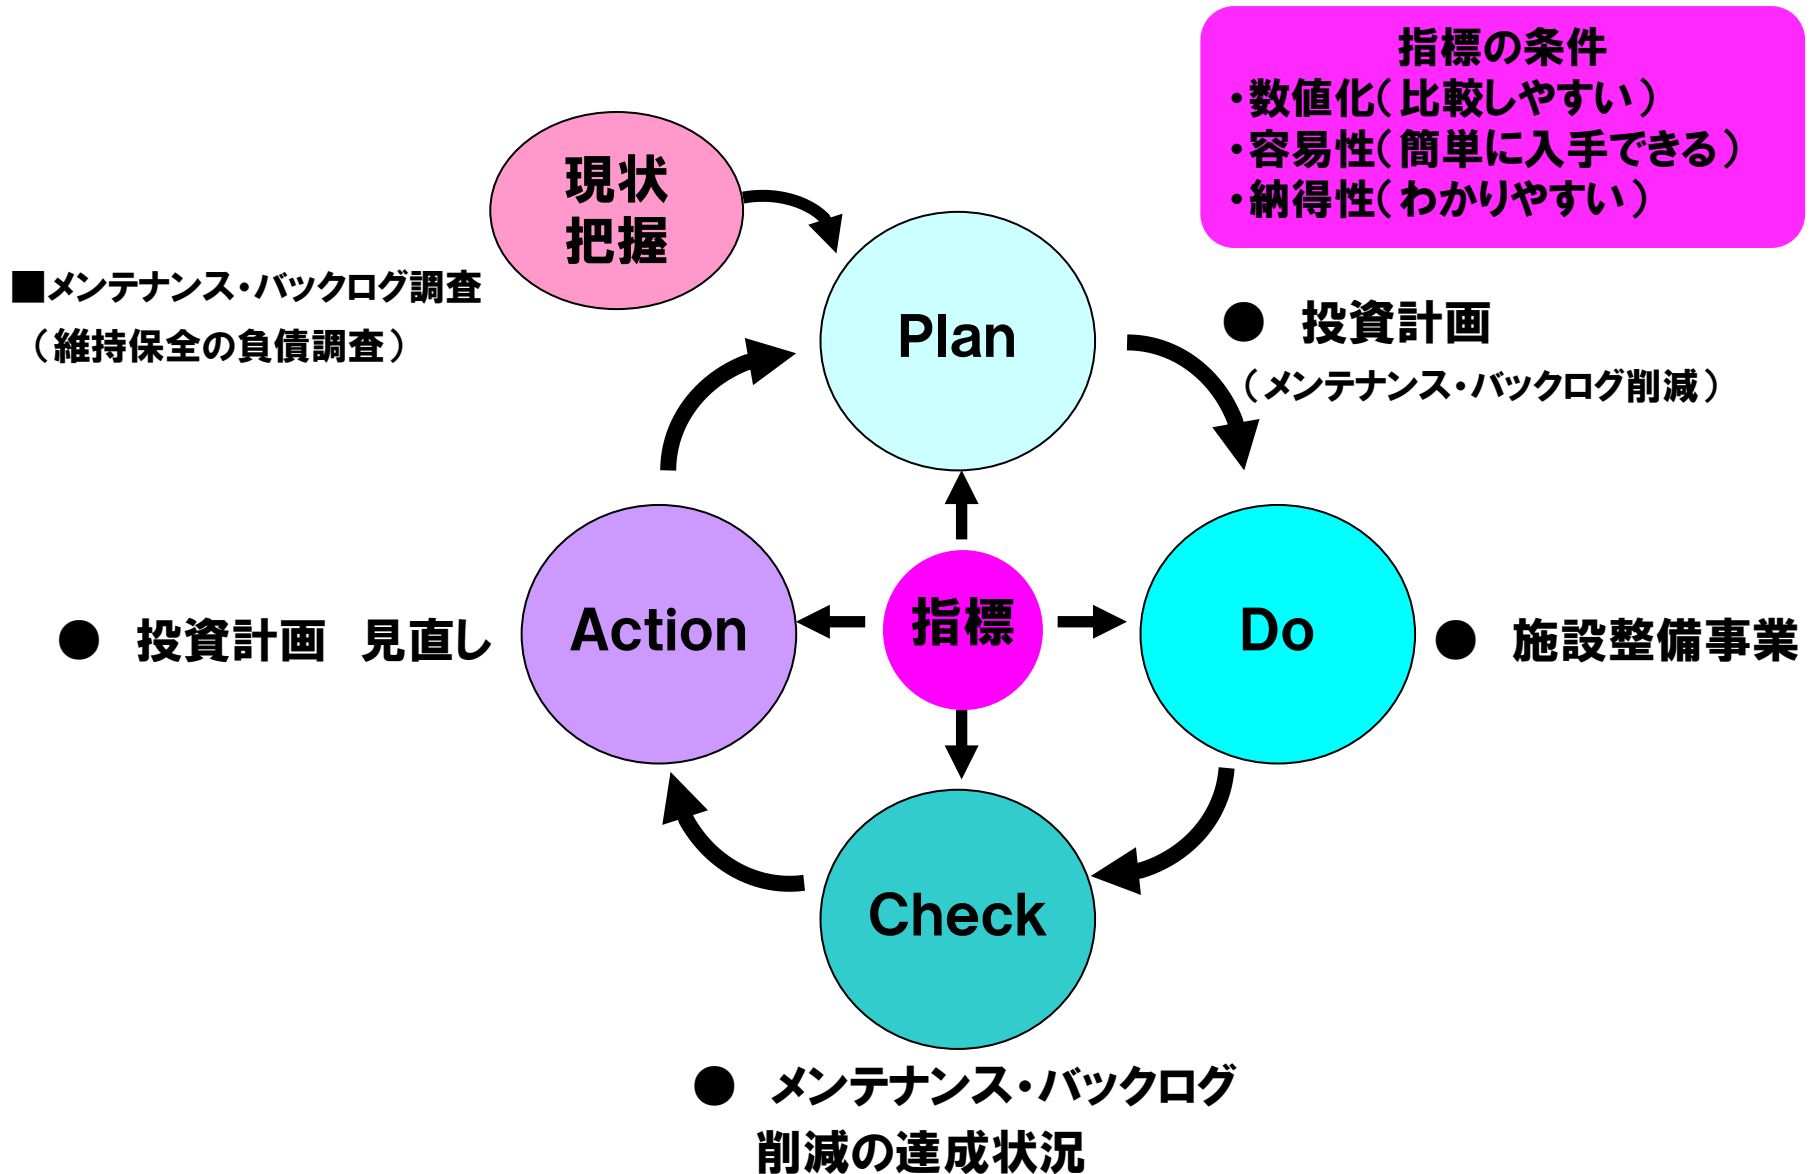 指標の条件
・数値化（比較しやすい）
・容易性（簡単に入手できる）
・納得性（わかりやすい）
現状
把握
■メンテナンス・バックログ調査
（維持保全の負債調査）
Plan
● 投資計画
（メンテナンス・バックログ削減）
● 投資計画 見直し
Action
指標
Do
● 施設整備事業
Check
● メンテナンス・バックログ
削減の達成状況